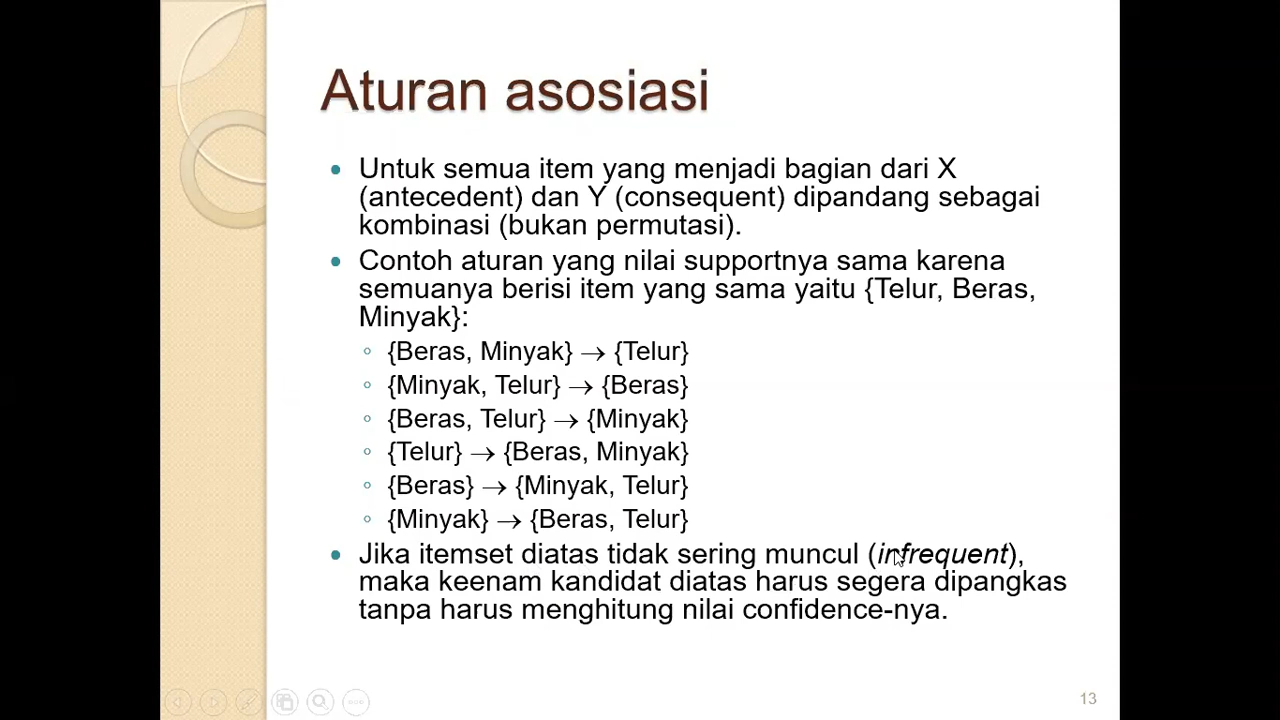 Aturan asosiasi
• Untuk semua item yang menjadi bagian dari X
(antecedent) dan Y (consequent) dipandang sebagai
kombinasi (bukan permutasi).
• Contoh aturan yang nilai supportnya sama karena
semuanya berisi item yang sama yaitu {Telur, Beras,
Minyak}:
◦ {Beras, Minyak} → {Telur}
◦ {Minyak, Telur} → {Beras}
◦ {Beras, Telur} → {Minyak}
◦ {Telur} → {Beras, Minyak}
◦ {Beras} → {Minyak, Telur}
◦ {Minyak} → {Beras, Telur}
• Jika itemset diatas tidak sering muncul (infrequent),
maka keenam kandidat diatas harus segera dipangkas
tanpa harus menghitung nilai confidence-nya.
13